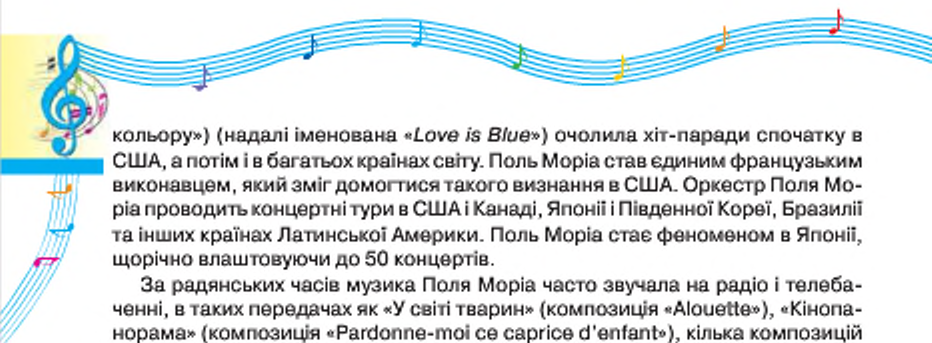 кольору») (надалі іменована «Love is Blue») очолила хіт-паради спочатку в
США, а потім і в багатьох країнах світу. Поль Моріа став єдиним французьким
виконавцем, який зміг домогтися такого визнання в США. Оркестр Поля Мо-
ріа проводить концертні тури в США і Канаді, Японії і Південної Кореї, Бразилії
та інших країнах Латинської Америки. Поль Моріа стає феноменом в Японії,
щорічно влаштовуючи до 50 концертів.
За радянських часів музика Поля Моріа часто звучала на радіо і телеба-
ченні, в таких передачах як «У світі тварин» (композиція «Alouette»), «Кінопа-
норама» (композиція «Pardonne-moi ce caprice d'enfant»), кілька композицій